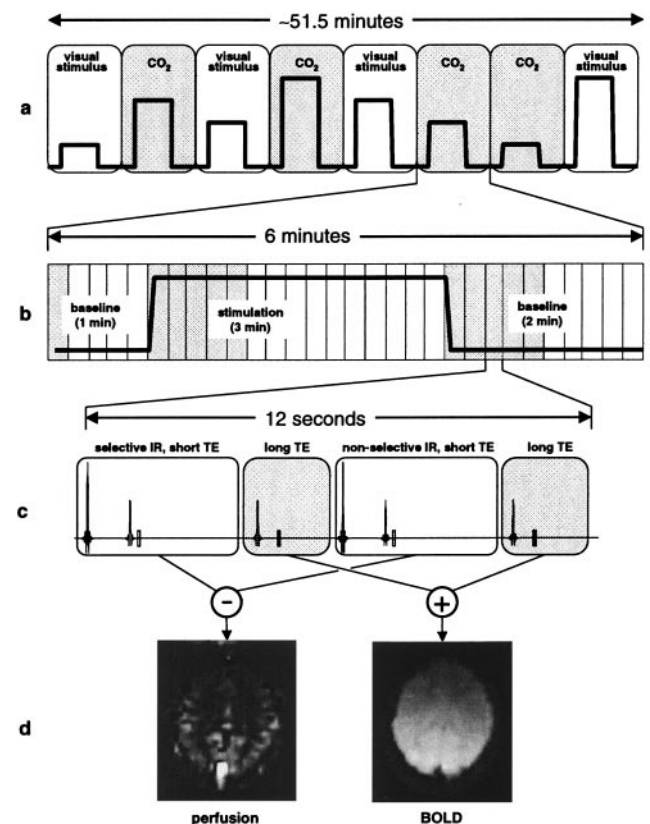 ~51.5 minutes
visual stimulus
CO₂
visual stimulus
CO₂
visual stimulus
CO₂
CO₂
visual stimulus
a
6 minutes
b
baseline
(1 min)
stimulation
(3 min)
baseline
(2 min)
12 seconds
selective IR, short TE
long TE
non-selective IR, short TE
long TE
c
-
+
d
perfusion
BOLD